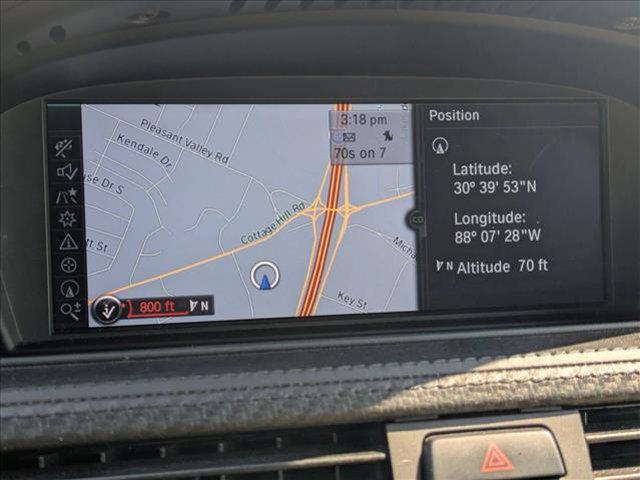 3:18 pm
70s on 7
Pleasant Valley Rd
Kendale Dr
Cottage Hill Rd
Key St
800 ft N
Position
Latitude:
30° 39' 53"N
Longitude:
88° 07' 28"W
N Altitude 70 ft